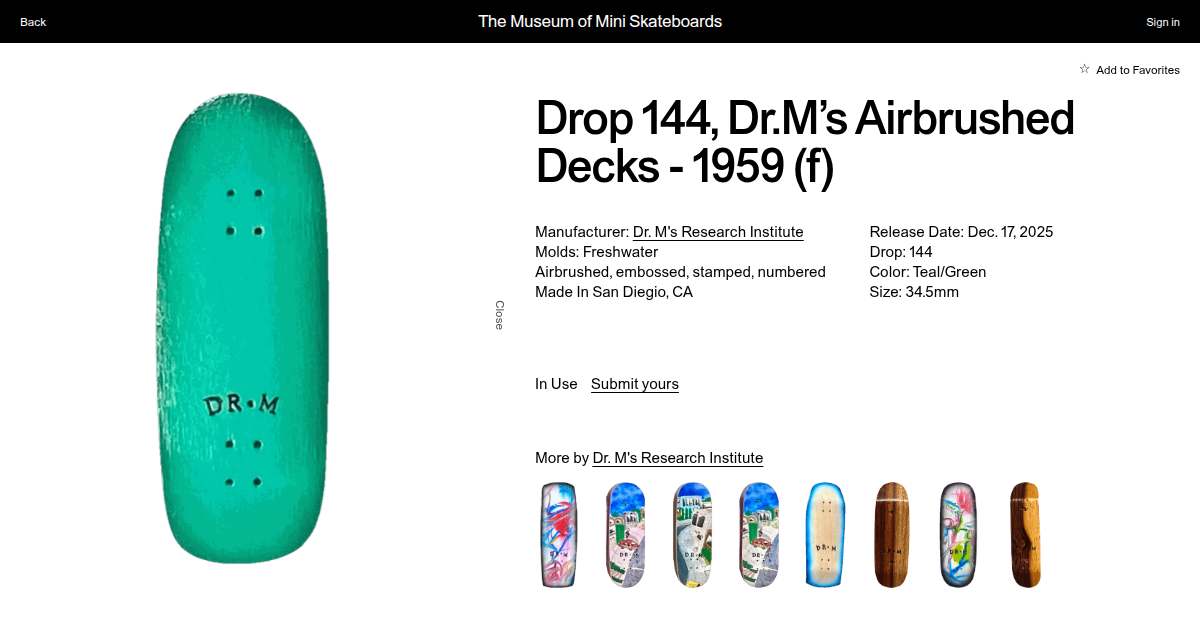 Back
The Museum of Mini Skateboards
Sign in
☆ Add to Favorites
Drop 144, Dr.M’s Airbrushed
Decks - 1959 (f)
Manufacturer: Dr. M's Research Institute
Molds: Freshwater
Airbrushed, embossed, stamped, numbered
Made In San Diegio, CA
Release Date: Dec. 17, 2025
Drop: 144
Color: Teal/Green
Size: 34.5mm
DR•M
Close
In Use Submit yours
More by Dr. M's Research Institute
DR•M